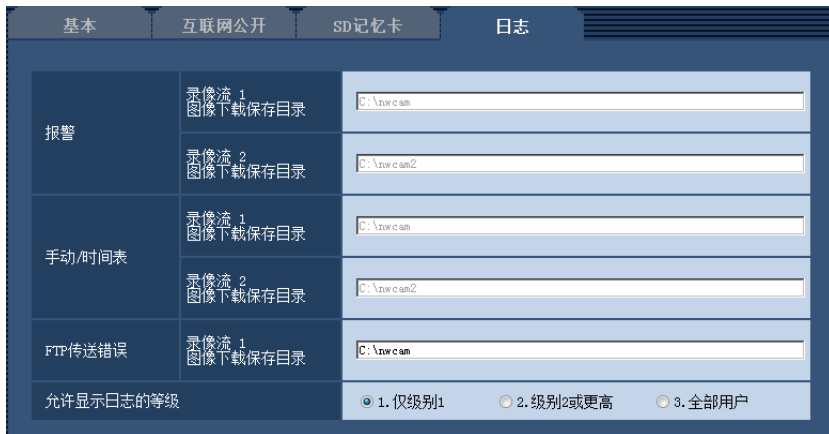 基本 互联网公开 SD记忆卡 日志
报警
录像流 1
图像下载保存目录
C:\nwcam
录像流 2
图像下载保存目录
C:\nwcam2
手动/时间表
录像流 1
图像下载保存目录
C:\nwcam
录像流 2
图像下载保存目录
C:\nwcam2
FTP传送错误
录像流 1
图像下载保存目录
C:\nwcam
允许显示日志的等级 1.仅级别1 2.级别2或更高 3.全部用户